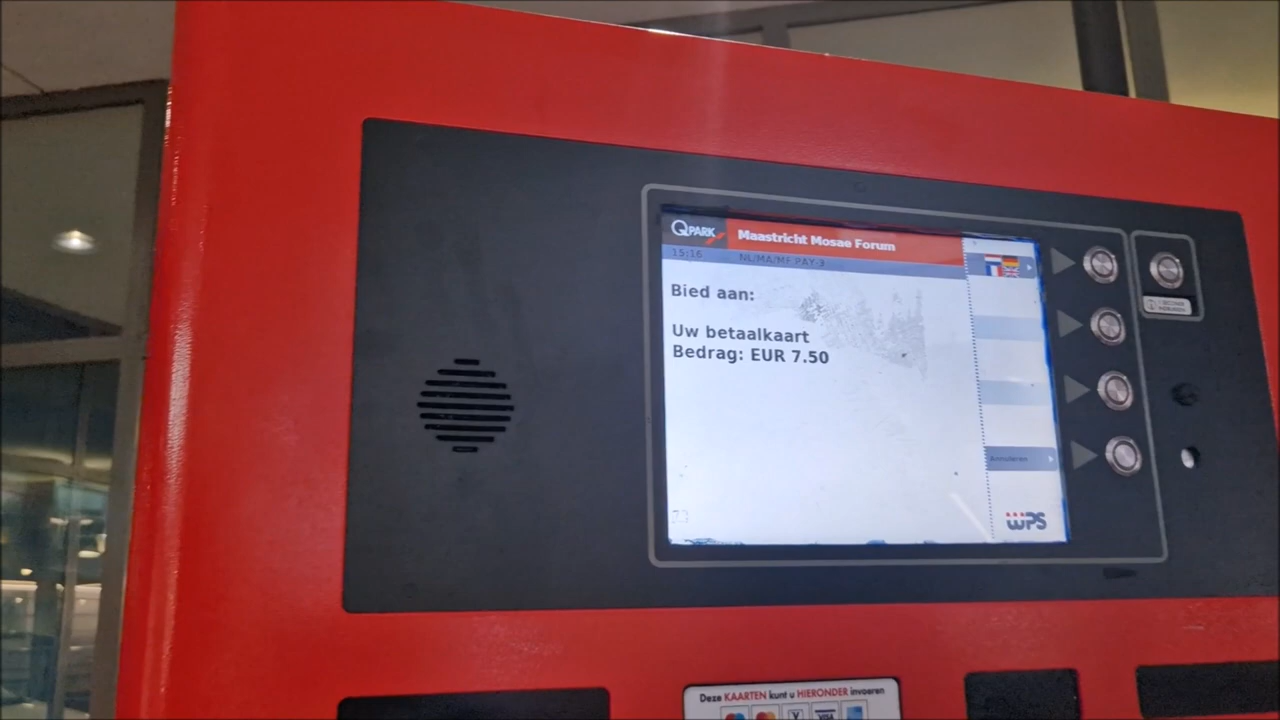 Q PARK
Maastricht Mosae Forum
15:16 NL/MA/MF PAY-3
Bied aan:
Uw betaalkaart
Bedrag: EUR 7.50
Annuleren
WPS
Deze KAARTEN kunt u HIERONDER invoeren
VISA